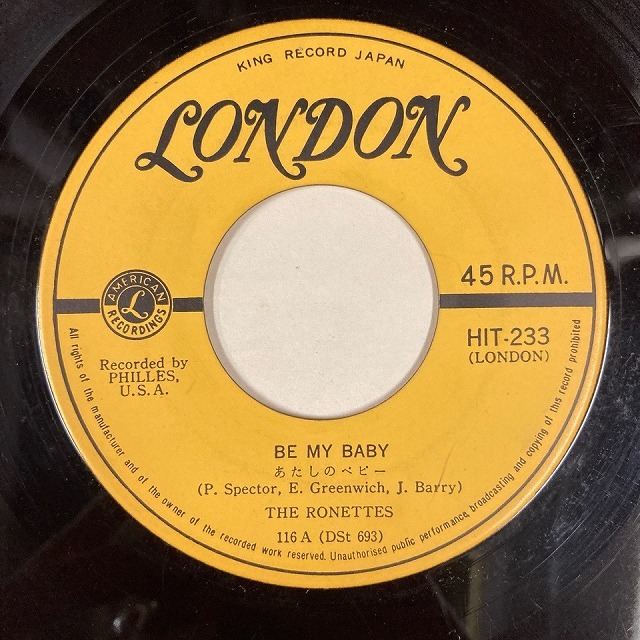 KING RECORD JAPAN
LONDON
45 R.P.M.
AMERICAN
L
RECORDINGS
HIT-233
(LONDON)
Recorded by
PHILLES,
U.S.A.
BE MY BABY
あたしのベビー
(P. Spector, E. Greenwich, J. Barry)
THE RONETTES
116 A (DSt 693)
All rights of the manufacturer and of the owner of the recorded work reserved. Unauthorised public performance, broadcasting and copying of this record prohibited